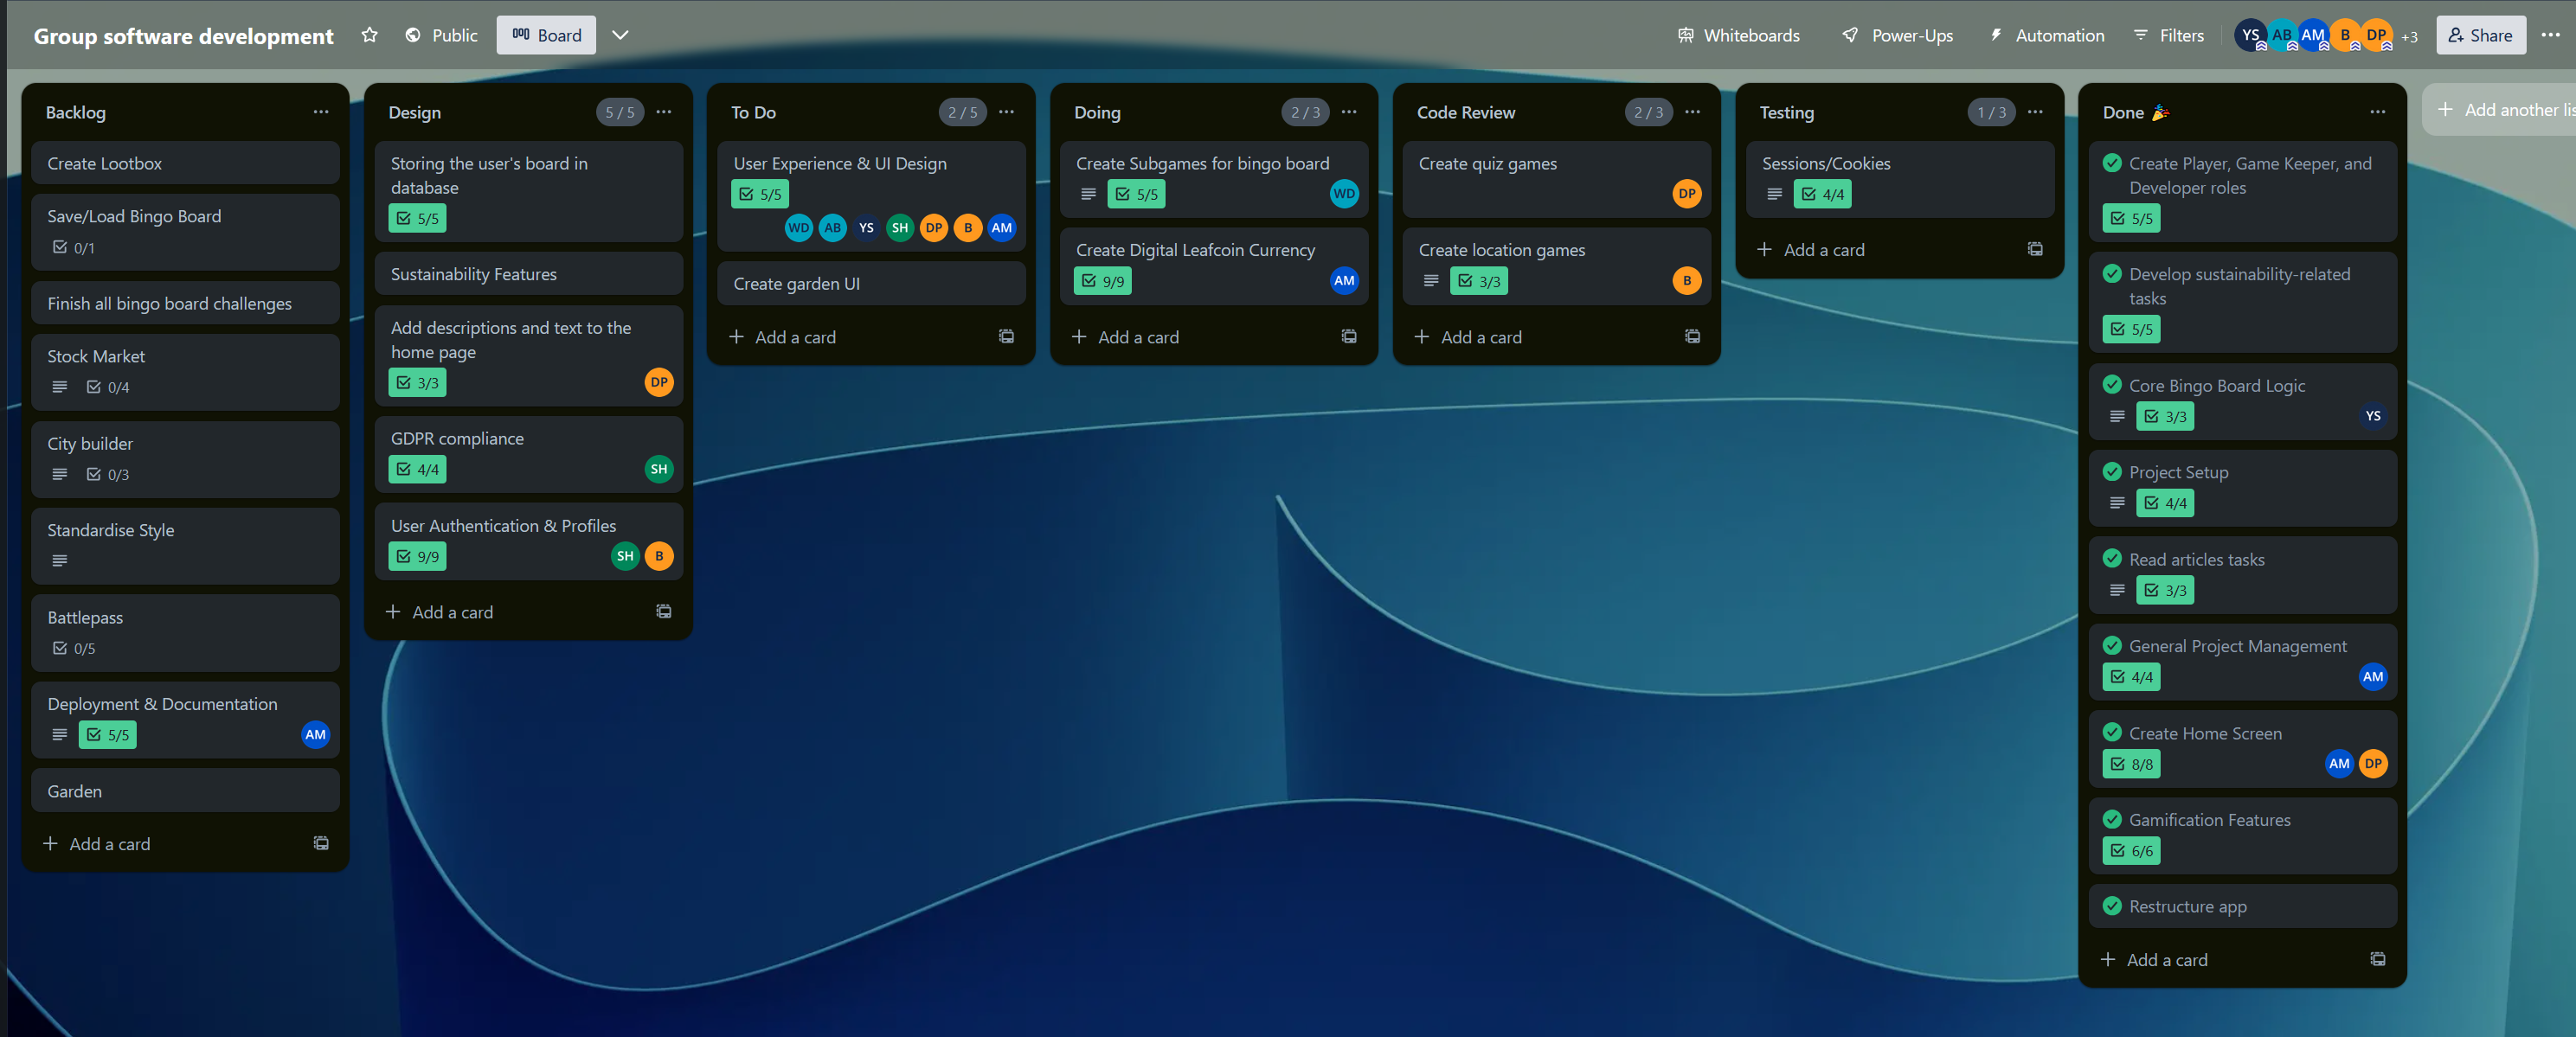 Group software development
Public
Board
Whiteboards
Power-Ups
Automation
Filters
YS AB AM B DP +3
Share
Backlog
Create Lootbox
Save/Load Bingo Board
0/1
Finish all bingo board challenges
Stock Market
0/4
City builder
0/3
Standardise Style
Battlepass
0/5
Deployment & Documentation
5/5 AM
Garden
Add a card
Design 5 / 5
Storing the user's board in
database
5/5
Sustainability Features
Add descriptions and text to the
home page
3/3 DP
GDPR compliance
4/4 SH
User Authentication & Profiles
9/9 SH B
Add a card
To Do 2 / 5
User Experience & UI Design
5/5
WD AB YS SH DP B AM
Create garden UI
Add a card
Doing 2 / 3
Create Subgames for bingo board
5/5 WD
Create Digital Leafcoin Currency
9/9 AM
Add a card
Code Review 2 / 3
Create quiz games
DP
Create location games
3/3 B
Add a card
Testing 1 / 3
Sessions/Cookies
4/4
Add a card
Done 🎉
Create Player, Game Keeper, and
Developer roles
5/5
Develop sustainability-related
tasks
5/5
Core Bingo Board Logic
3/3 YS
Project Setup
4/4
Read articles tasks
3/3
General Project Management
4/4 AM
Create Home Screen
8/8 AM DP
Gamification Features
6/6
Restructure app
Add a card
Add another lis